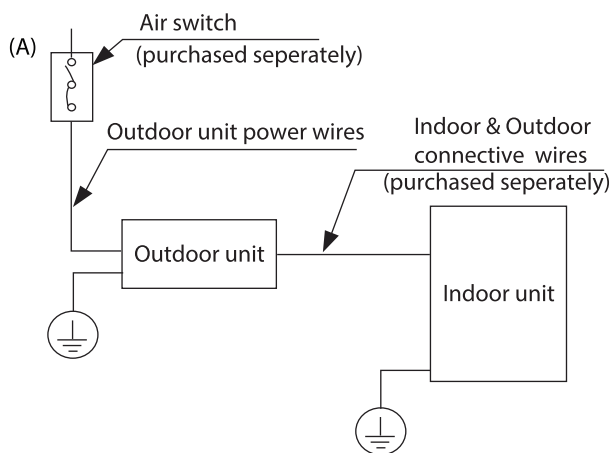 Air switch
(A)
(purchased seperately)
Outdoor unit power wires
Indoor & Outdoor
connective wires
(purchased seperately)
Outdoor unit
Indoor unit